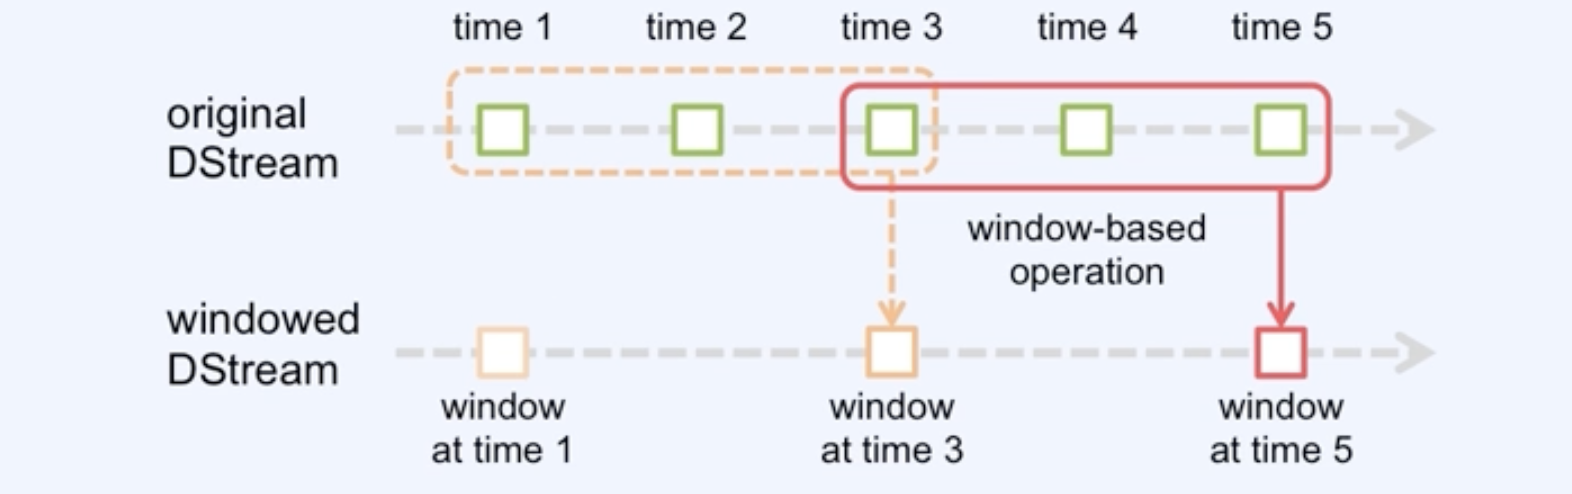 time 1
time 2
time 3
time 4
time 5
original
DStream
window-based
operation
windowed
DStream
window
at time 1
window
at time 3
window
at time 5